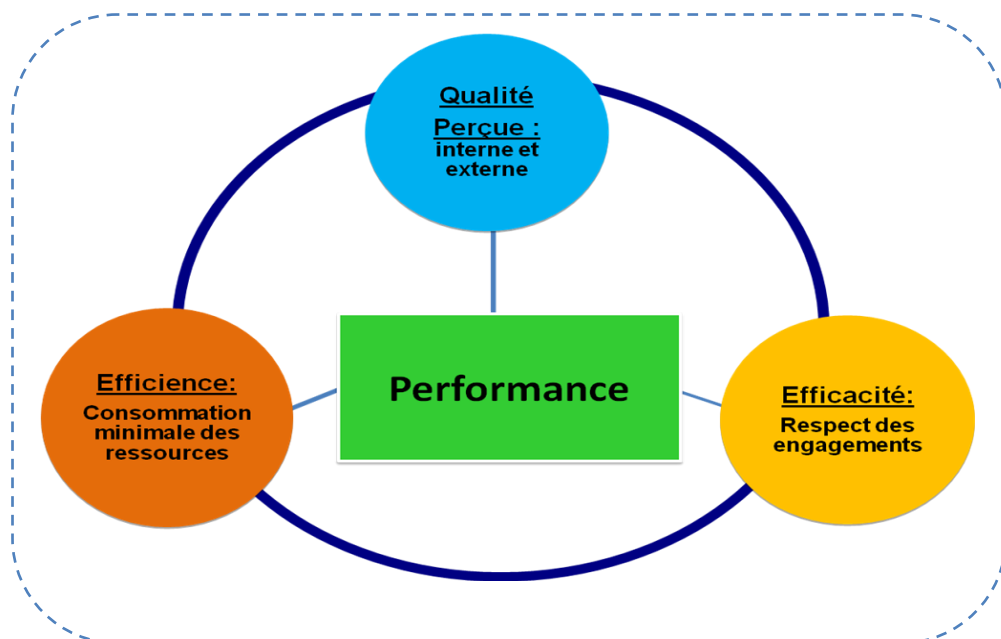 Qualité
Perçue :
interne et
externe
Efficience:
Consommation
minimale des
ressources
Performance
Efficacité:
Respect des
engagements